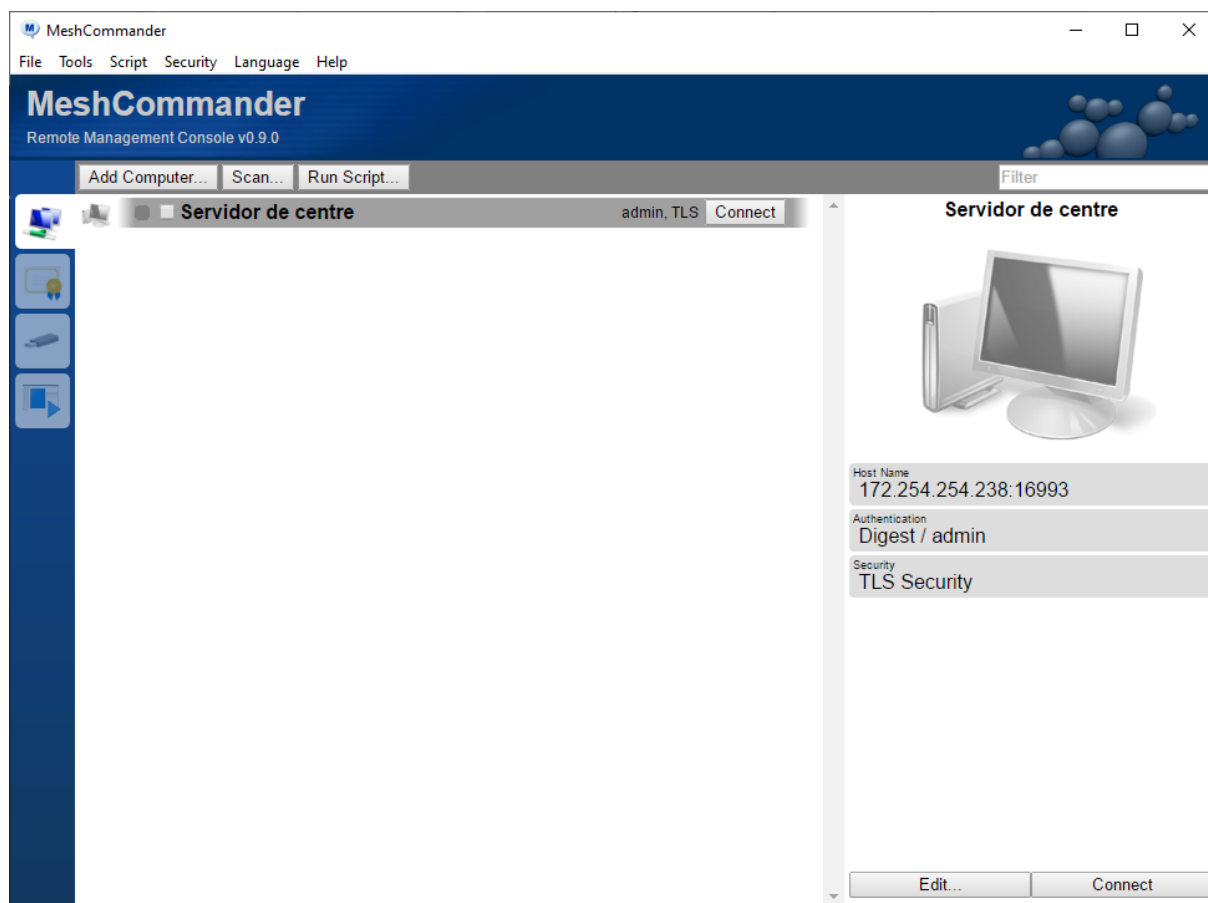 MeshCommander
File Tools Script Security Language Help
MeshCommander
Remote Management Console v0.9.0
Add Computer... Scan... Run Script... Filter
Servidor de centre admin, TLS Connect
Servidor de centre
Host Name
172.254.254.238:16993
Authentication
Digest / admin
Security
TLS Security
Edit... Connect